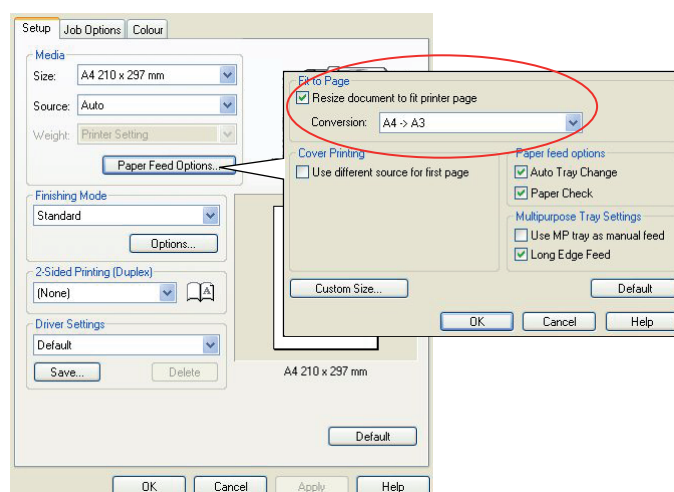 Setup Job Options Colour
Media
Size: A4 210 x 297 mm
Source: Auto
Weight: Printer Setting
Paper Feed Options...
Finishing Mode
Standard
Options...
2-Sided Printing (Duplex)
(None)
A
Driver Settings
Default
Save... Delete
A4 210 x 297 mm
Default
OK Cancel Apply Help
Fit to Page
Resize document to fit printer page
Conversion: A4 -> A3
Cover Printing
Use different source for first page
Paper feed options
Auto Tray Change
Paper Check
Multipurpose Tray Settings
Use MP tray as manual feed
Long Edge Feed
Custom Size... Default
OK Cancel Help